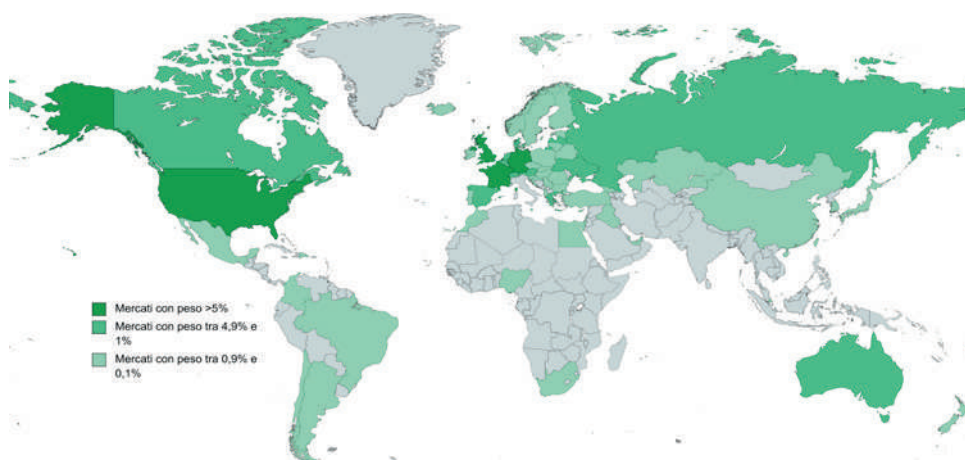 Mercati con peso >5%
Mercati con peso tra 4,9% e
1%
Mercati con peso tra 0,9% e
0,1%